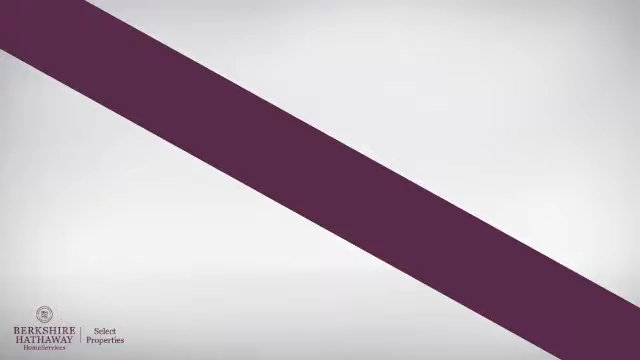 BERKSHIRE
HATHAWAY
HomeServices
Select
Properties